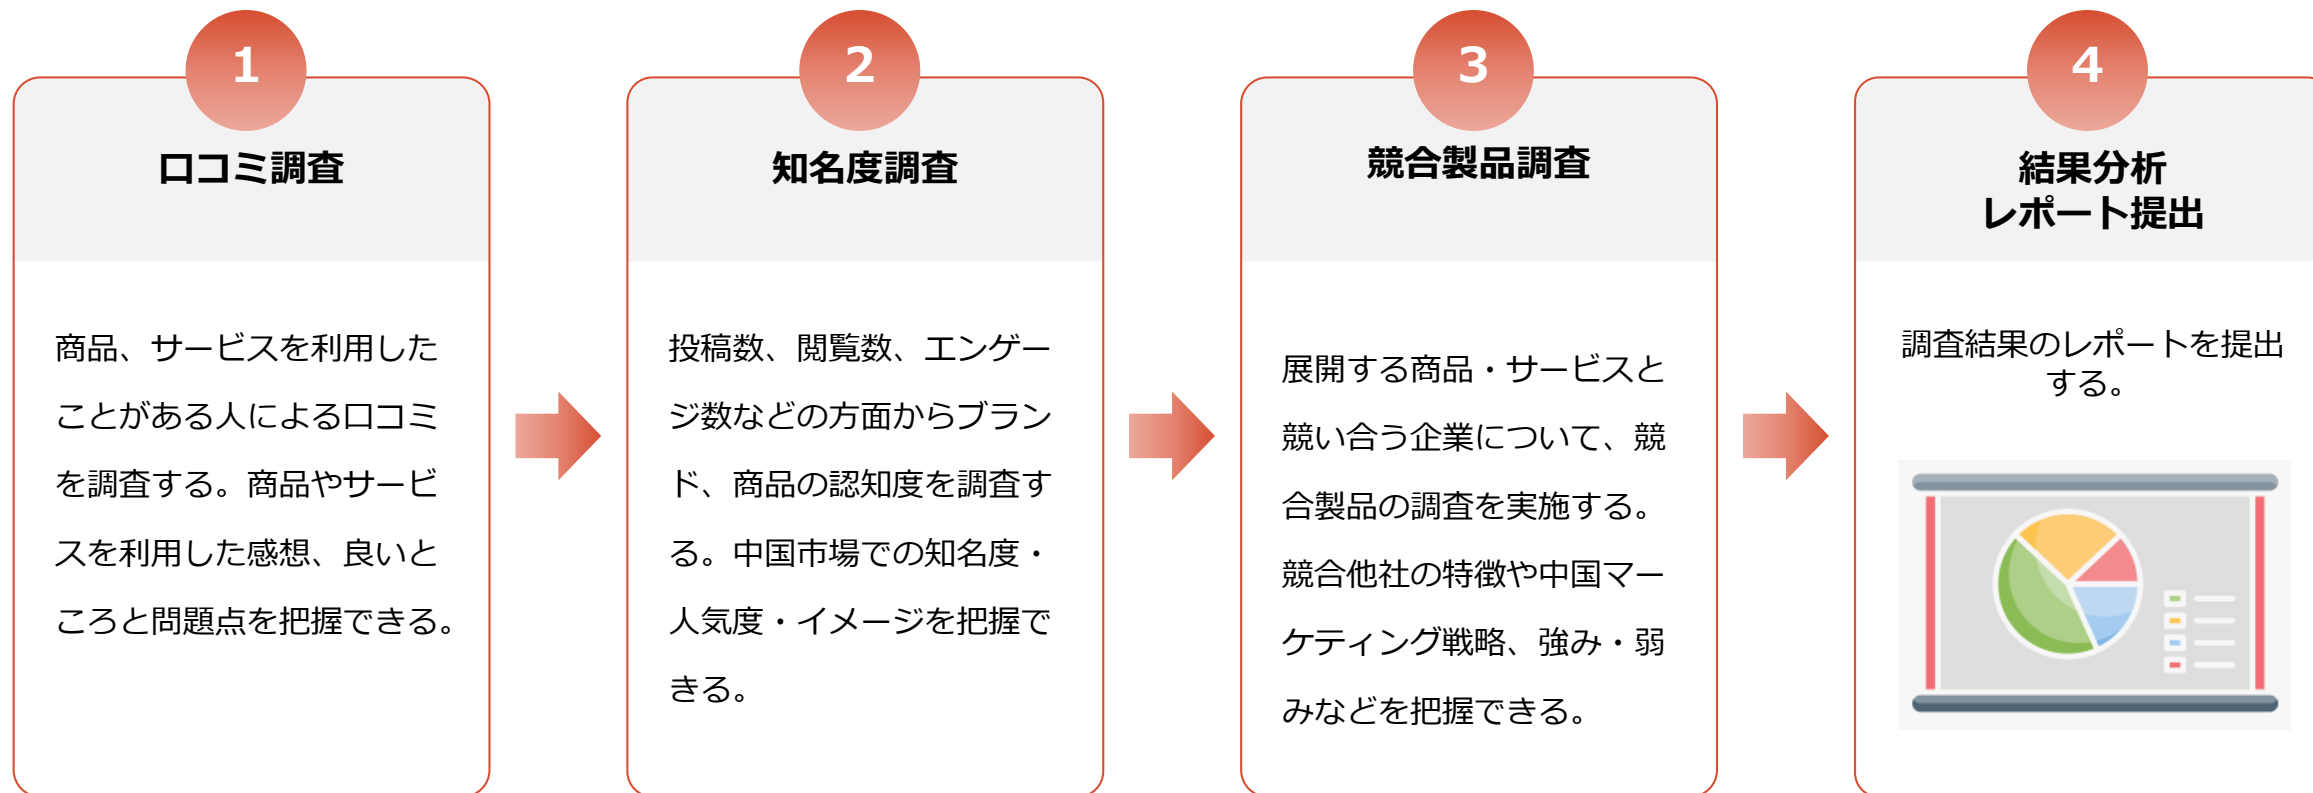 1
口コミ調査
商品、サービスを利用した
ことがある人による口コミ
を調査する。商品やサービ
スを利用した感想、良いと
ころと問題点を把握できる。
2
知名度調査
投稿数、閲覧数、エンゲー
ジ数などの方面からブラン
ド、商品の認知度を調査す
る。中国市場での知名度・
人気度・イメージを把握で
きる。
3
競合製品調査
展開する商品・サービスと
競い合う企業について、競
合製品の調査を実施する。
競合他社の特徴や中国マー
ケティング戦略、強み・弱
みなどを把握できる。
4
結果分析
レポート提出
調査結果のレポートを提出
する。